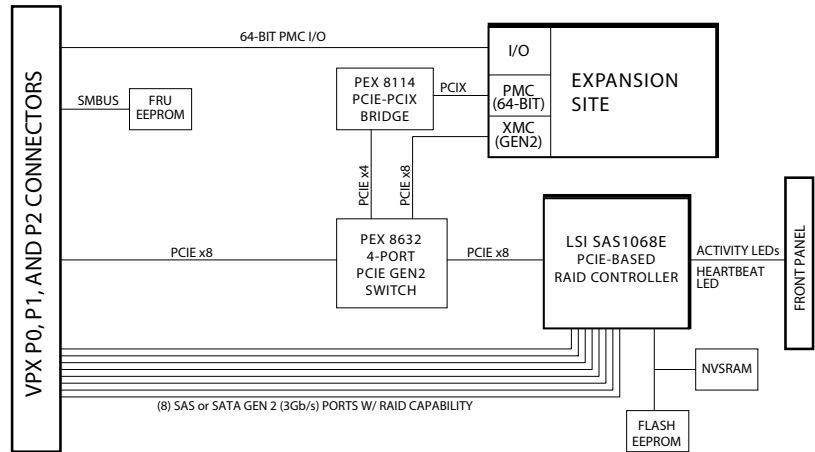 64-BIT PMC I/O
I/O
PMC
(64-BIT)
XMC
(GEN2)
EXPANSION
SITE
PEX 8114
PCIE-PCIX
BRIDGE
PCIX
SMBUS
FRU
EEPROM
VPX P0, P1, AND P2 CONNECTORS
PCIE x4
PCIE x8
PCIE x8
PEX 8632
4-PORT
PCIE GEN2
SWITCH
PCIE x8
LSI SAS1068E
PCIE-BASED
RAID CONTROLLER
ACTIVITY LEDs
HEARTBEAT
LED
FRONT PANEL
NVSRAM
(8) SAS or SATA GEN 2 (3Gb/s) PORTS W/ RAID CAPABILITY
FLASH
EEPROM